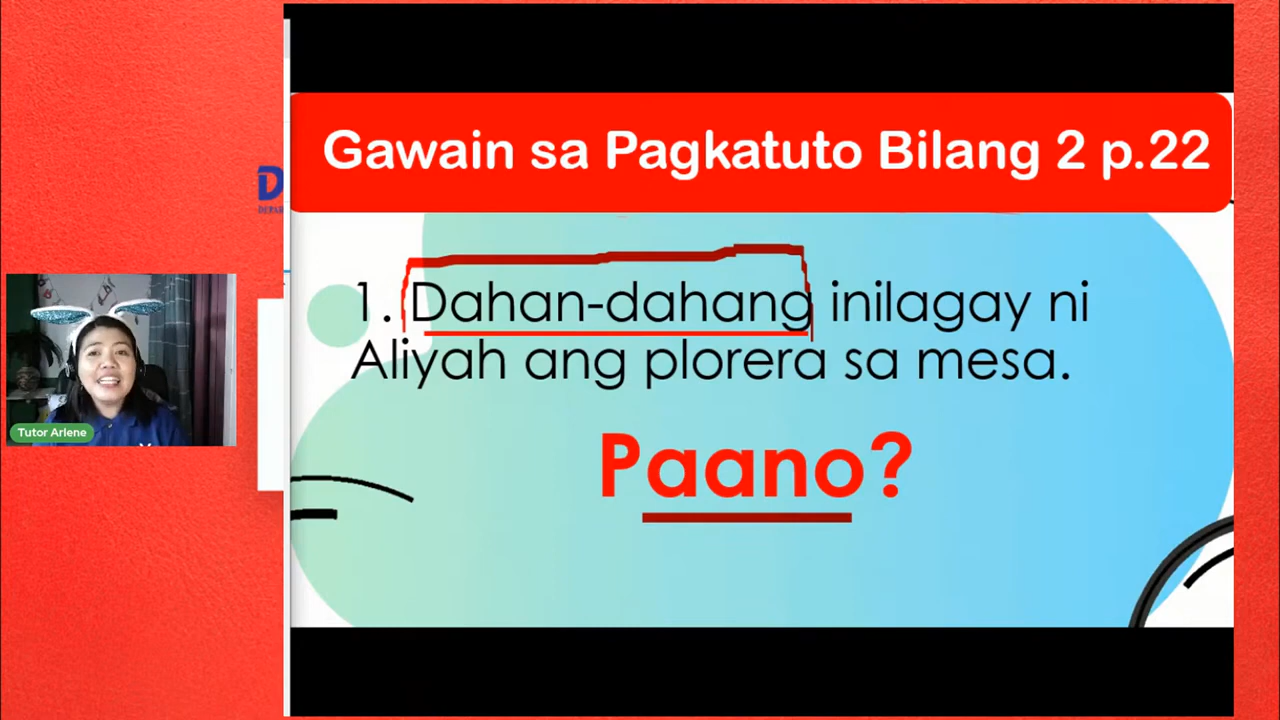 Gawain sa Pagkatuto Bilang 2 p.22
1. Dahan-dahang inilagay ni
Aliyah ang plorera sa mesa.
Paano?
Tutor Arlene